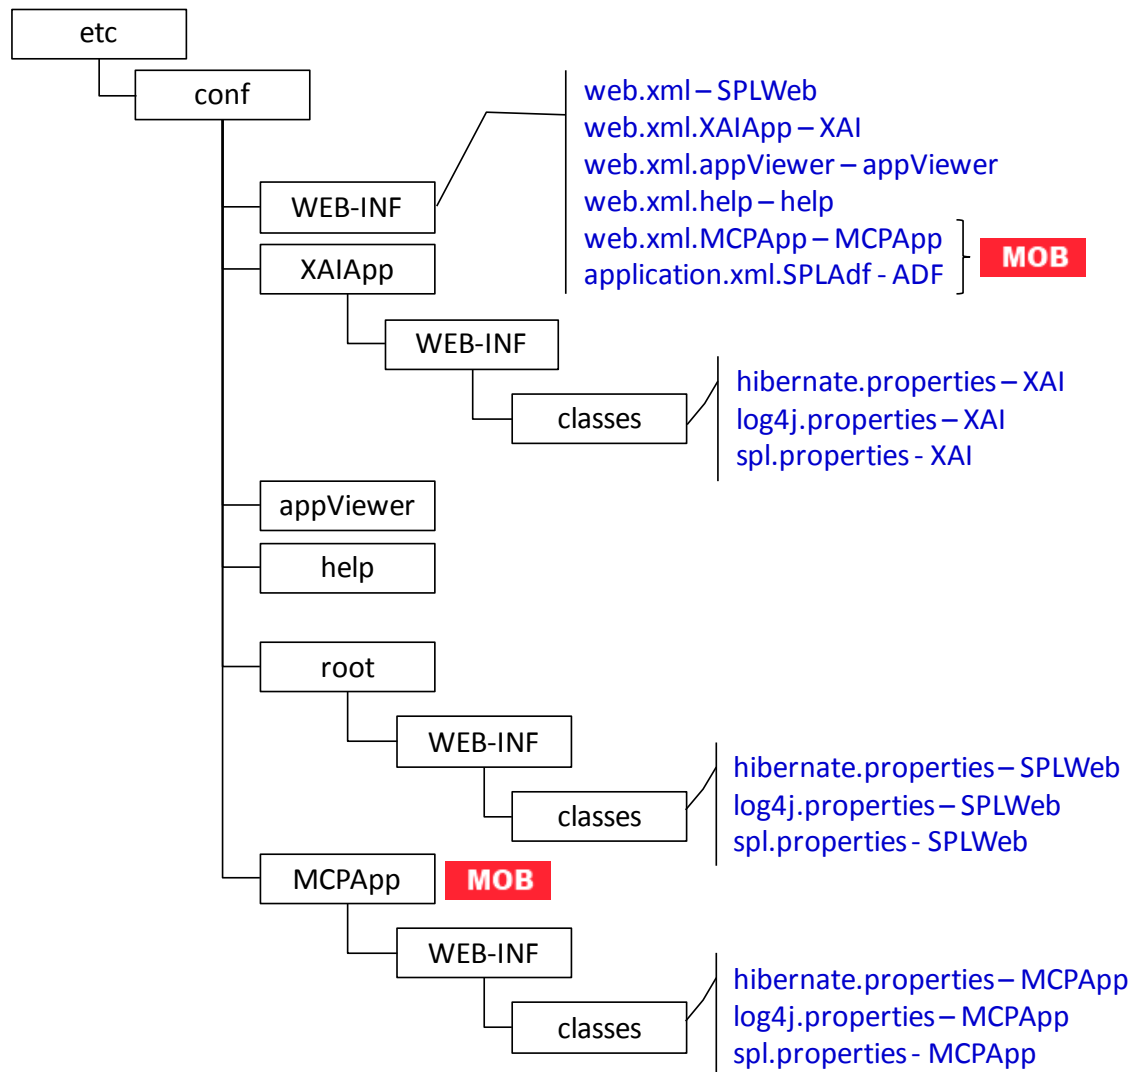 etc
conf
WEB-INF
web.xml – SPLWeb
web.xml.XAIApp – XAI
web.xml.appViewer – appViewer
web.xml.help – help
web.xml.MCPApp – MCPApp
application.xml.SPLAdf - ADF
MOB
XAIApp
WEB-INF
classes
hibernate.properties – XAI
log4j.properties – XAI
spl.properties - XAI
appViewer
help
root
WEB-INF
classes
hibernate.properties – SPLWeb
log4j.properties – SPLWeb
spl.properties - SPLWeb
MCPApp
MOB
WEB-INF
classes
hibernate.properties – MCPApp
log4j.properties – MCPApp
spl.properties - MCPApp